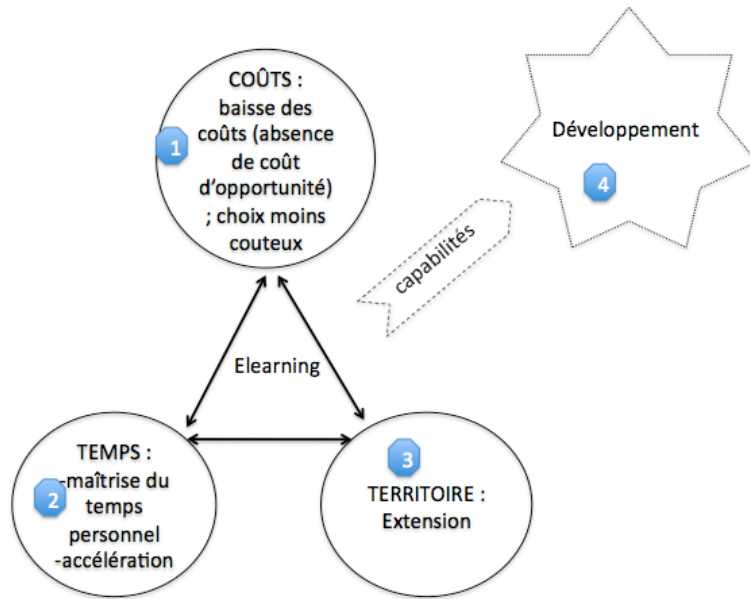 COÛTS :
baisse des
coûts (absence
de coût
d'opportunité)
; choix moins
couteux
1
Développement
4
capabilités
Elearning
TEMPS :
-maîtrise du
temps
personnel
-accélération
2
3
TERRITOIRE :
Extension